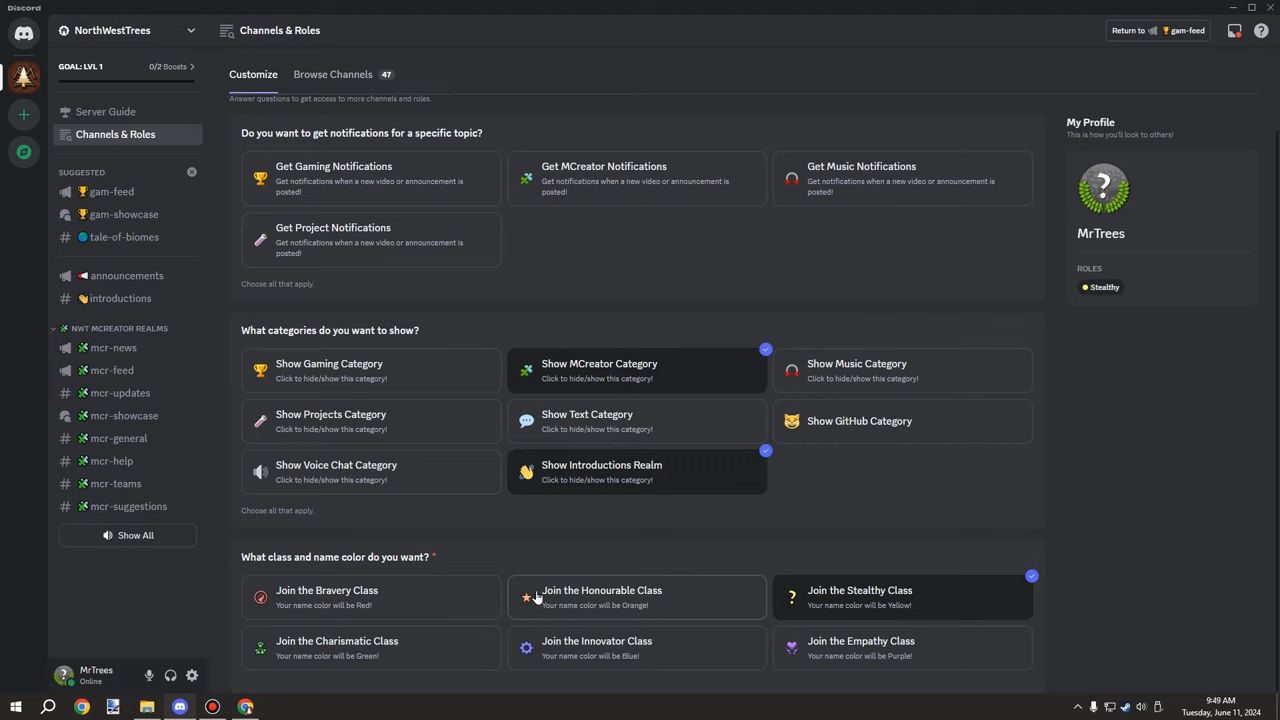 Discord
NorthWestTrees
Channels & Roles
Return to gam-feed
GOAL: LVL 1
0/2 Boosts
Server Guide
Channels & Roles
SUGGESTED
gam-feed
gam-showcase
tale-of-biomes
announcements
introductions
NWT MCREATOR REALMS
mcr-news
mcr-feed
mcr-updates
mcr-showcase
mcr-general
mcr-help
mcr-teams
mcr-suggestions
Show All
MrTrees
Online
Customize
Browse Channels 47
Answer questions to get access to more channels and roles.
Do you want to get notifications for a specific topic?
Get Gaming Notifications
Get notifications when a new video or announcement is
posted!
Get MCreator Notifications
Get notifications when a new video or announcement is
posted!
Get Music Notifications
Get notifications when a new video or announcement is
posted!
Get Project Notifications
Get notifications when a new video or announcement is
posted!
Choose all that apply.
What categories do you want to show?
Show Gaming Category
Click to hide/show this category!
Show MCreator Category
Click to hide/show this category!
Show Music Category
Click to hide/show this category!
Show Projects Category
Click to hide/show this category!
Show Text Category
Click to hide/show this category!
Show GitHub Category
Show Voice Chat Category
Click to hide/show this category!
Show Introductions Realm
Click to hide/show this category!
Choose all that apply.
What class and name color do you want? *
Join the Bravery Class
Your name color will be Red!
Join the Honourable Class
Your name color will be Orange!
Join the Stealthy Class
Your name color will be Yellow!
Join the Charismatic Class
Your name color will be Green!
Join the Innovator Class
Your name color will be Blue!
Join the Empathy Class
Your name color will be Purple!
My Profile
This is how you'll look to others!
MrTrees
ROLES
Stealthy
9:49 AM
Tuesday, June 11, 2024